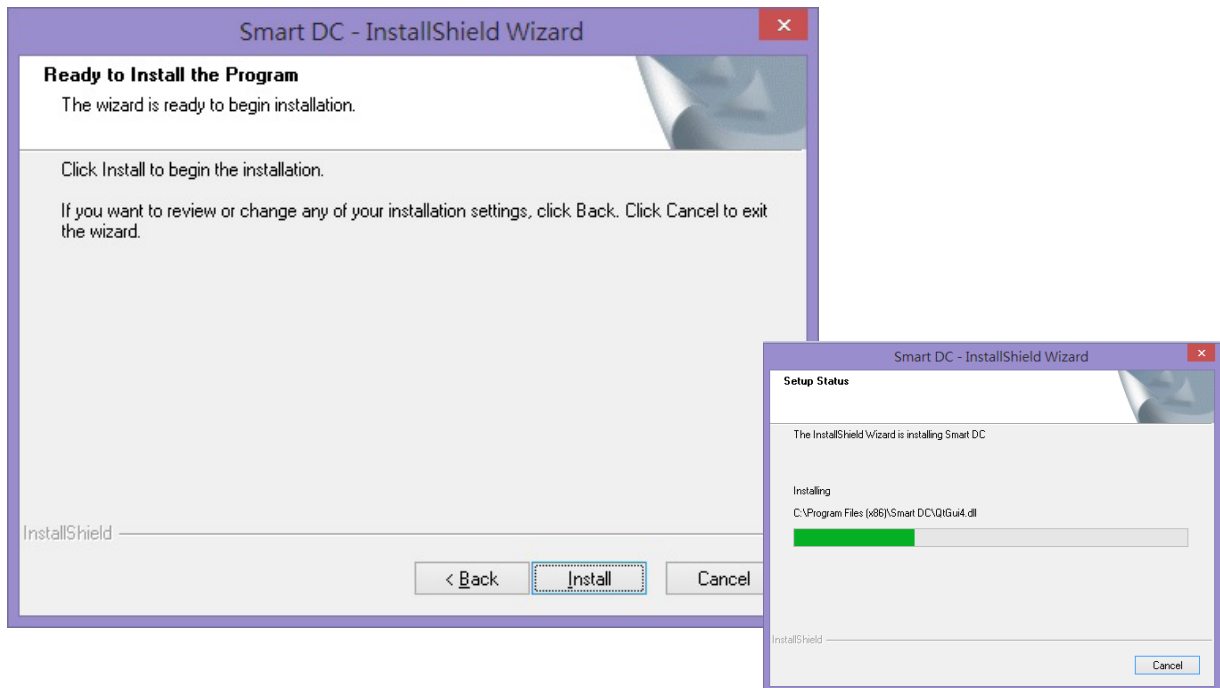 Smart DC - InstallShield Wizard
Ready to Install the Program
The wizard is ready to begin installation.
Click Install to begin the installation.
If you want to review or change any of your installation settings, click Back. Click Cancel to exit
the wizard.
InstallShield
< Back Install Cancel
Smart DC - InstallShield Wizard
Setup Status
The InstallShield Wizard is installing Smart DC
Installing
C:\Program Files (x86)\Smart DC\QtGui4.dll
InstallShield
Cancel